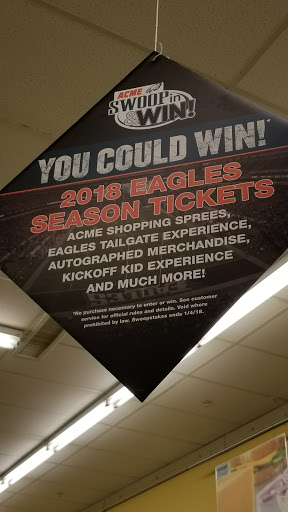 ACME
SWOOP in
& WIN!
YOU COULD WIN!*
2018 EAGLES
SEASON TICKETS
ACME SHOPPING SPREES,
EAGLES TAILGATE EXPERIENCE,
AUTOGRAPHED MERCHANDISE,
KICKOFF KID EXPERIENCE
AND MUCH MORE!
*No purchase necessary to enter or win. See customer
service for official rules and details. Void where
prohibited by law. Sweepstakes ends 1/4/18.